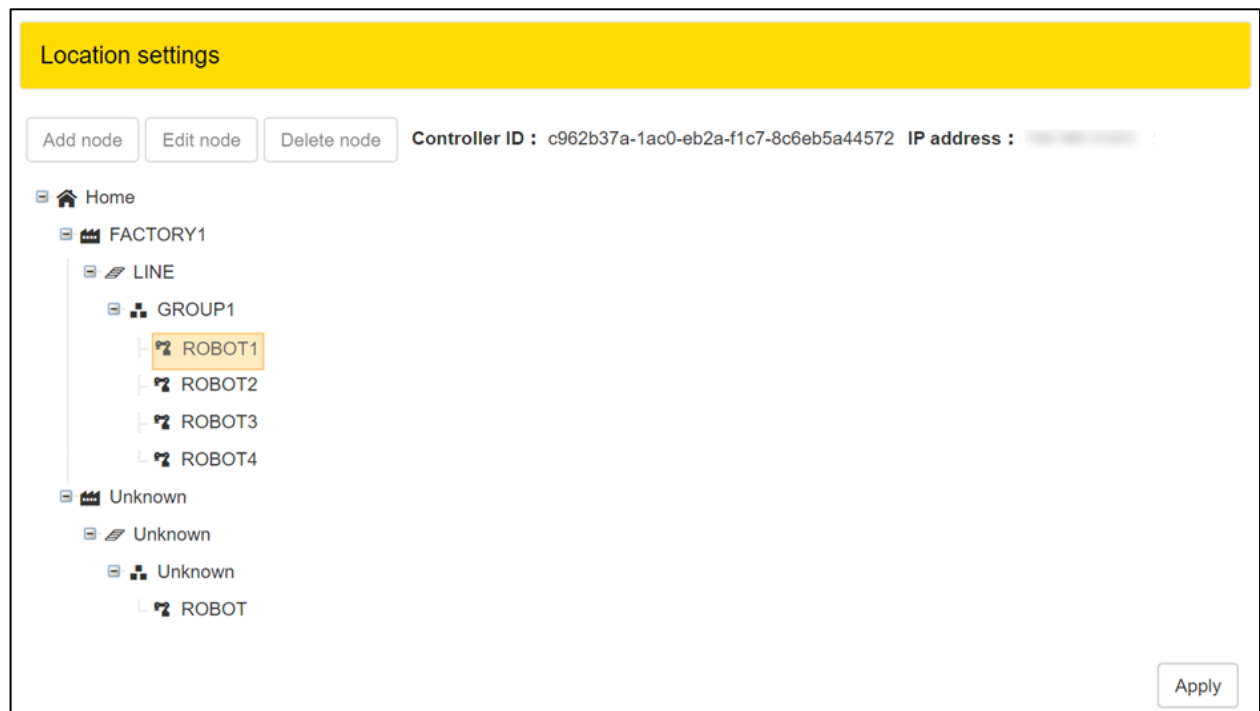 Location settings
Add node Edit node Delete node Controller ID : c962b37a-1ac0-eb2a-f1c7-8c6eb5a44572 IP address :
Home
FACTORY1
LINE
GROUP1
ROBOT1
ROBOT2
ROBOT3
ROBOT4
Unknown
Unknown
Unknown
ROBOT
Apply